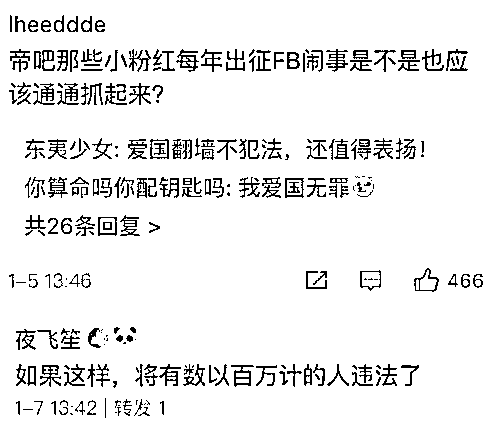 lheeddde
帝吧那些小粉红每年出征FB闹事是不是也应
该通通抓起来?
东夷少女: 爱国翻墙不犯法，还值得表扬!
你算命吗你配钥匙吗: 我爱国无罪
共26条回复 >
1-5 13:46 466
夜飞笙
如果这样，将有数以百万计的人违法了
1-7 13:42 | 转发 1